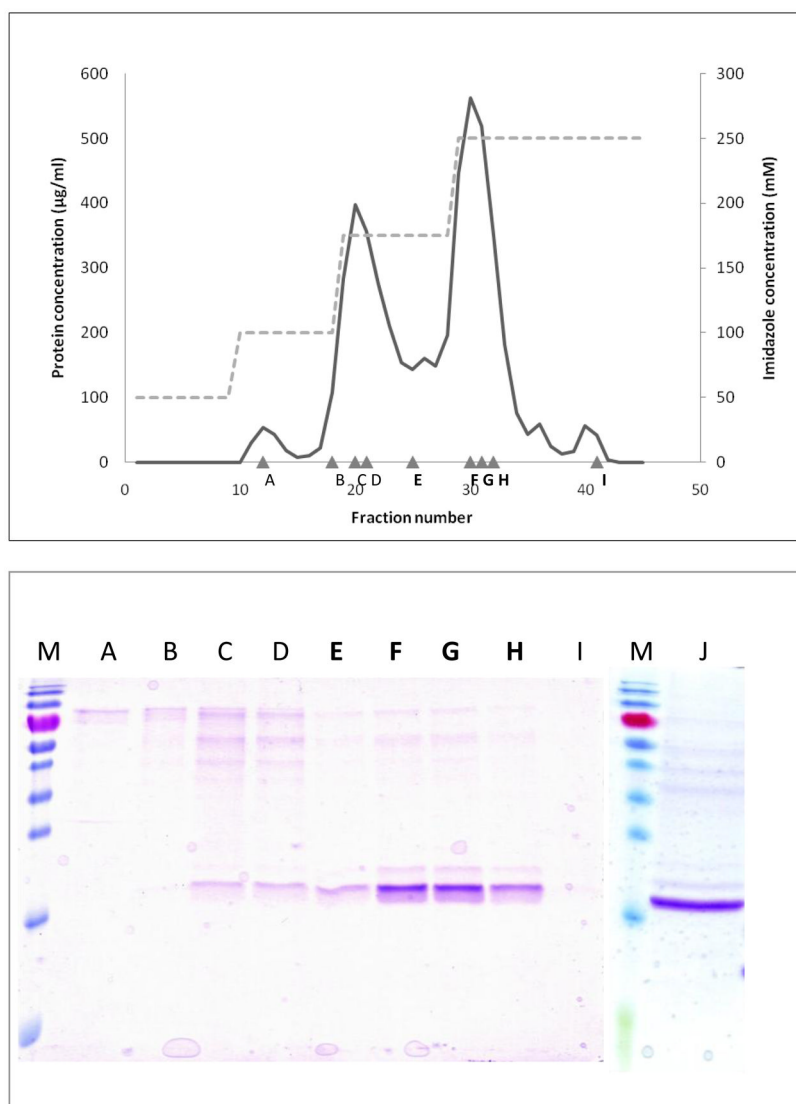 600
500
400
300
200
100
0
Protein concentration (µg/ml)
300
250
200
150
100
50
0
Imidazole concentration (mM)
0 10 20 30 40 50
A B C D E F G H I
Fraction number
M A B C D E F G H I M J